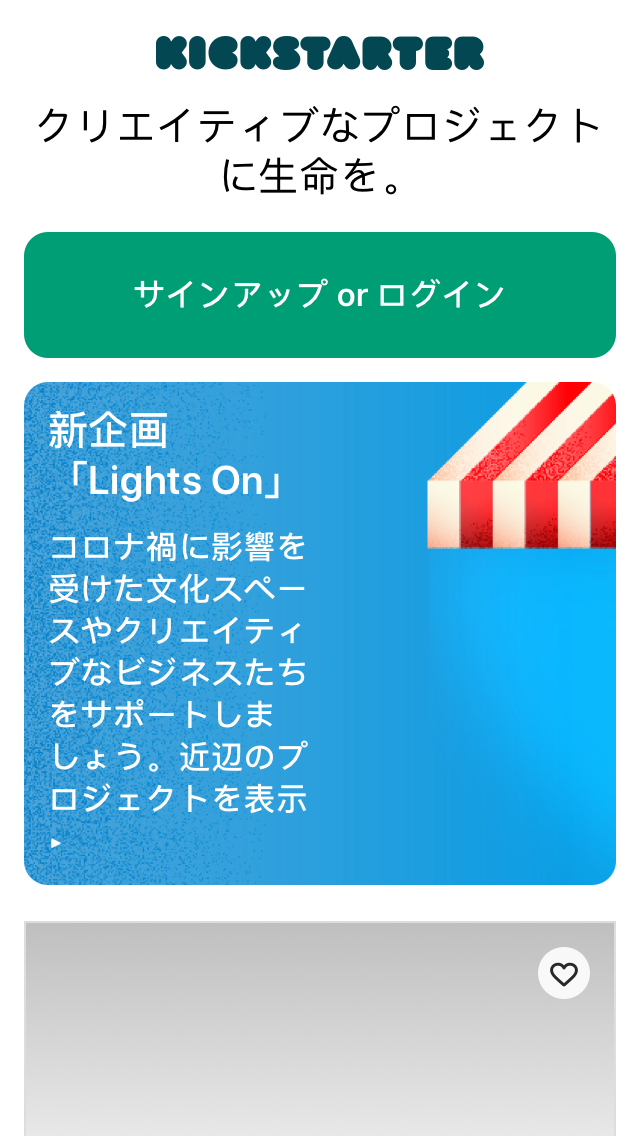 KICKSTARTER
クリエイティブなプロジェクト
に生命を。
サインアップ or ログイン
新企画
「Lights On」
コロナ禍に影響を
受けた文化スペー
スやクリエイティ
ブなビジネスたち
をサポートしま
しょう。近辺のプ
ロジェクトを表示
▸